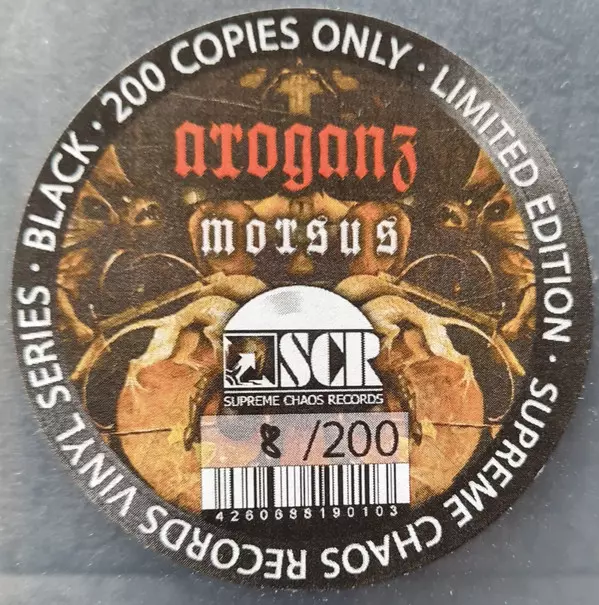 SUPREME CHAOS RECORDS VINYL SERIES · BLACK · 200 COPIES ONLY · LIMITED EDITION ·
aroganz
morsus
SCR
SUPREME CHAOS RECORDS
8 /200
4260688190103